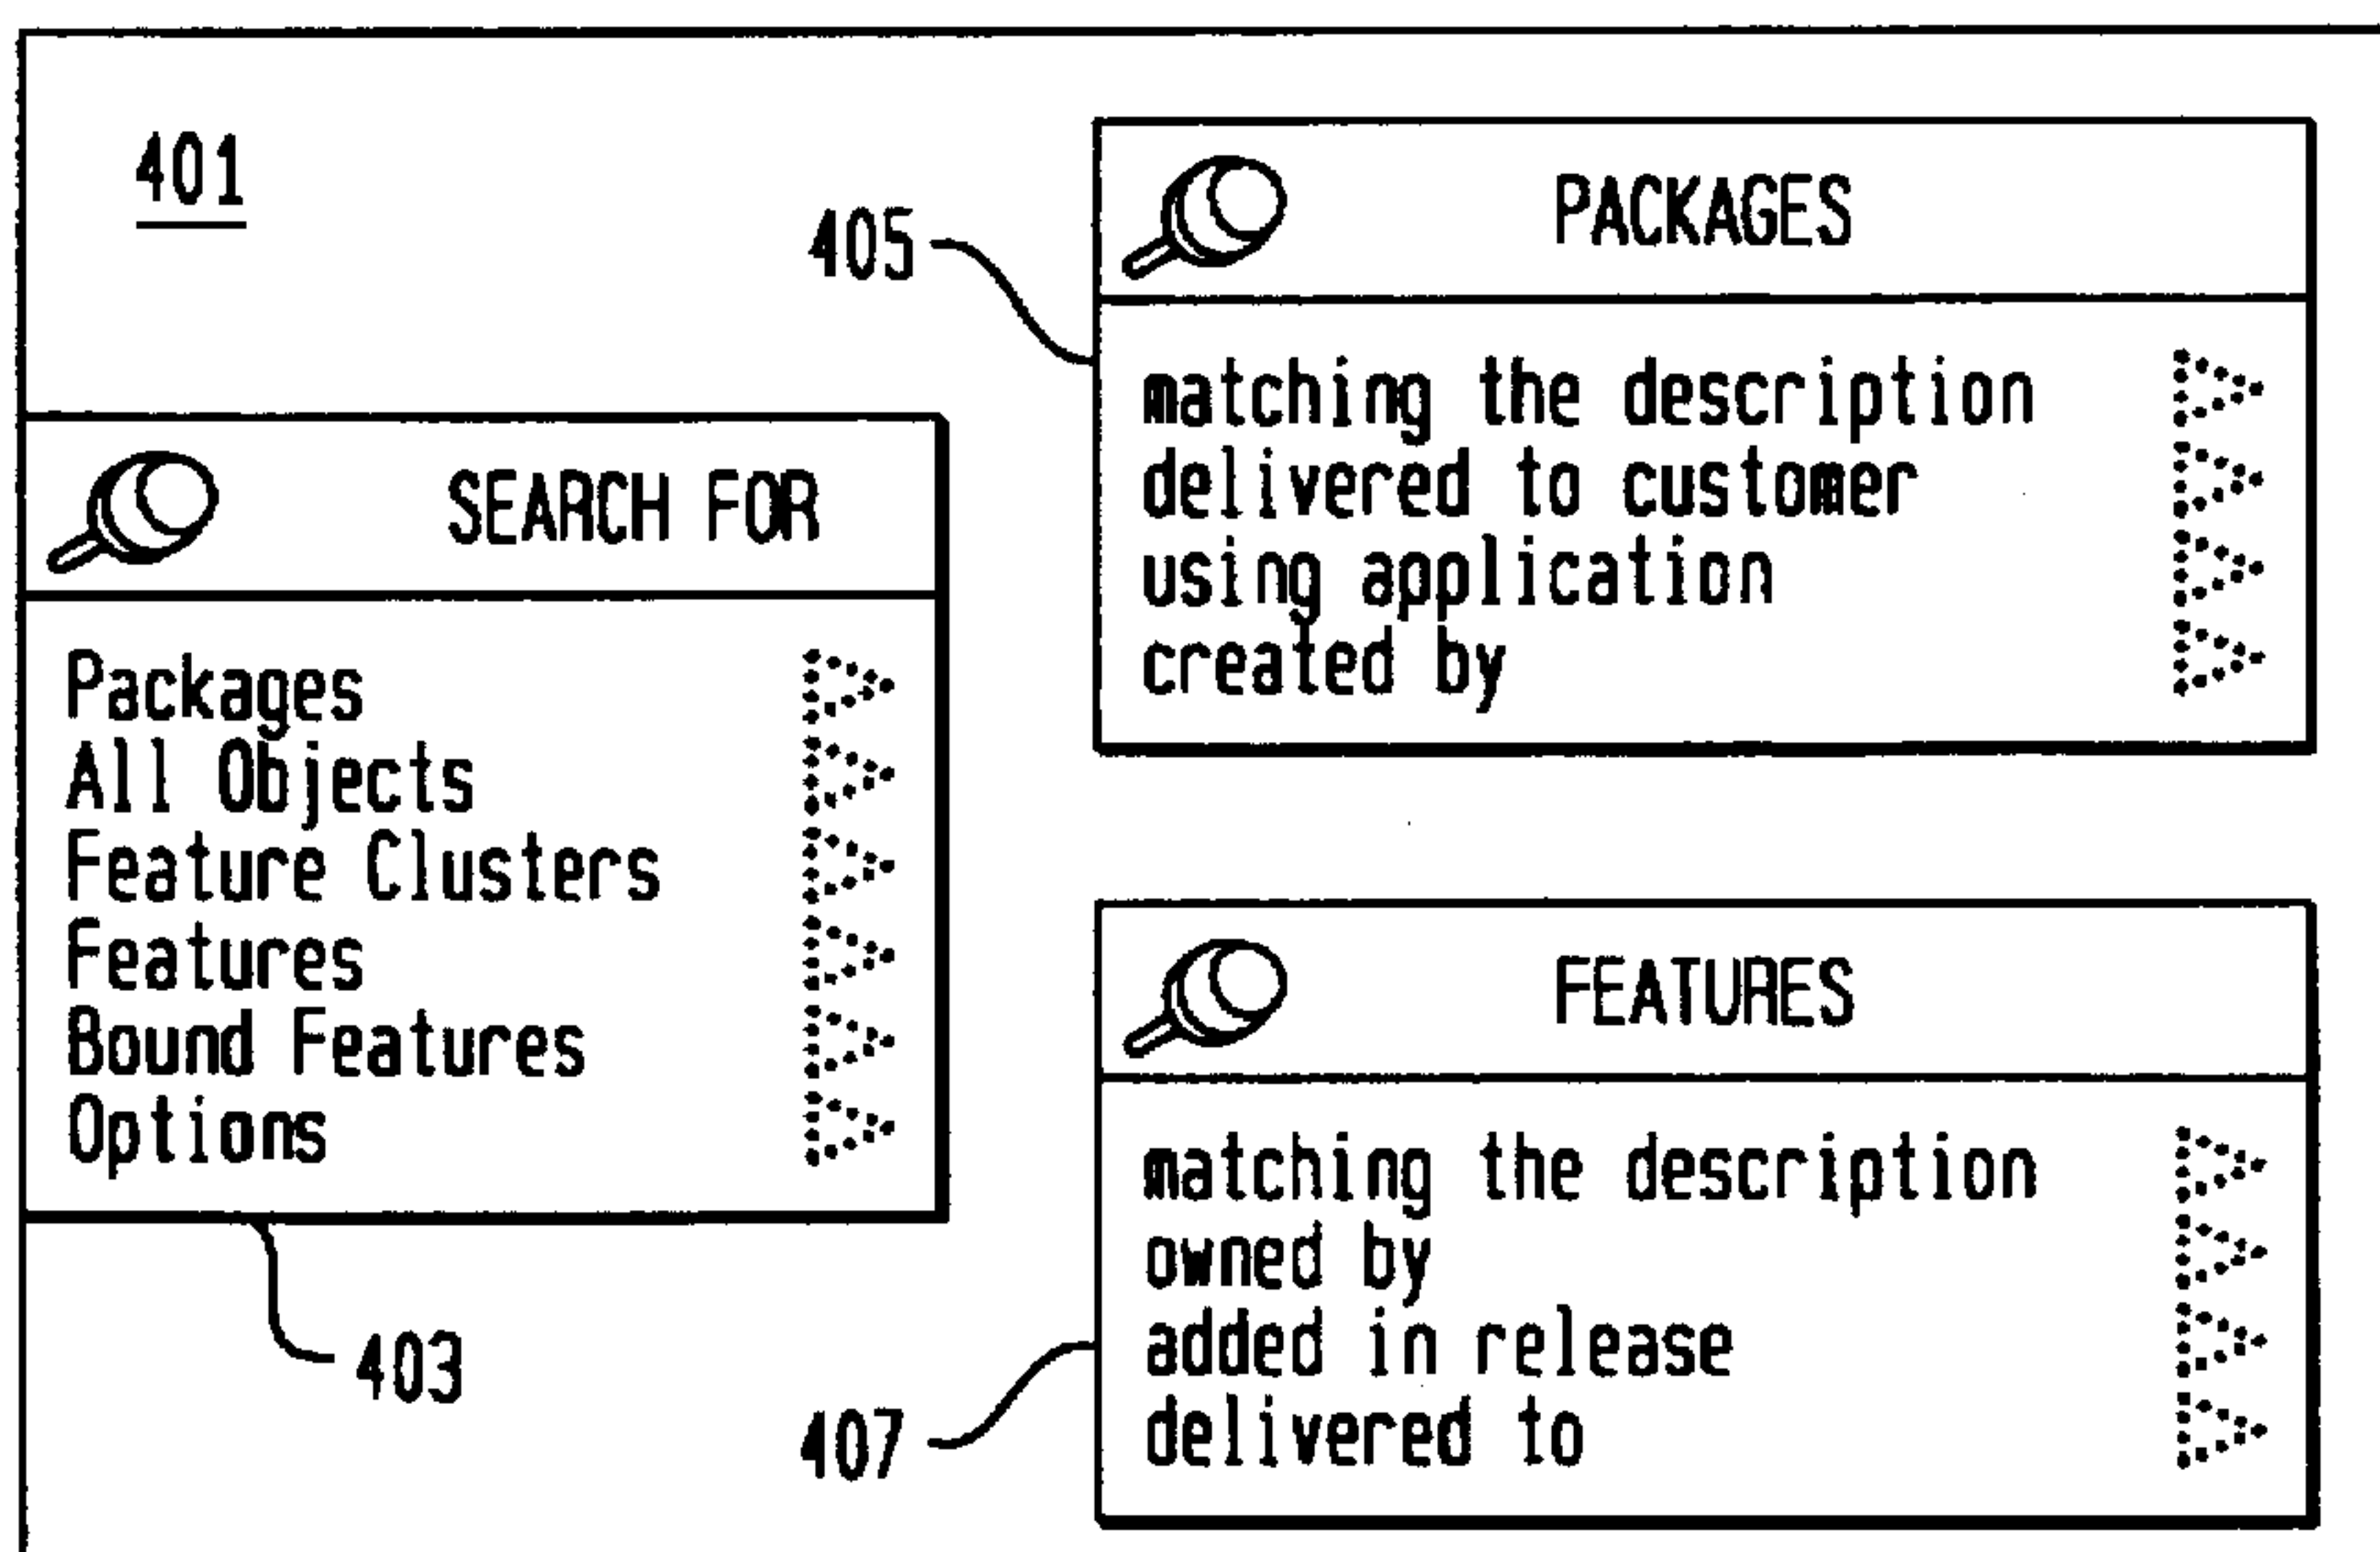 401
405
PACKAGES
matching the description
delivered to customer
using application
created by
SEARCH FOR
Packages
All Objects
Feature Clusters
Features
Bound Features
Options
403
FEATURES
matching the description
owned by
added in release
delivered to
407